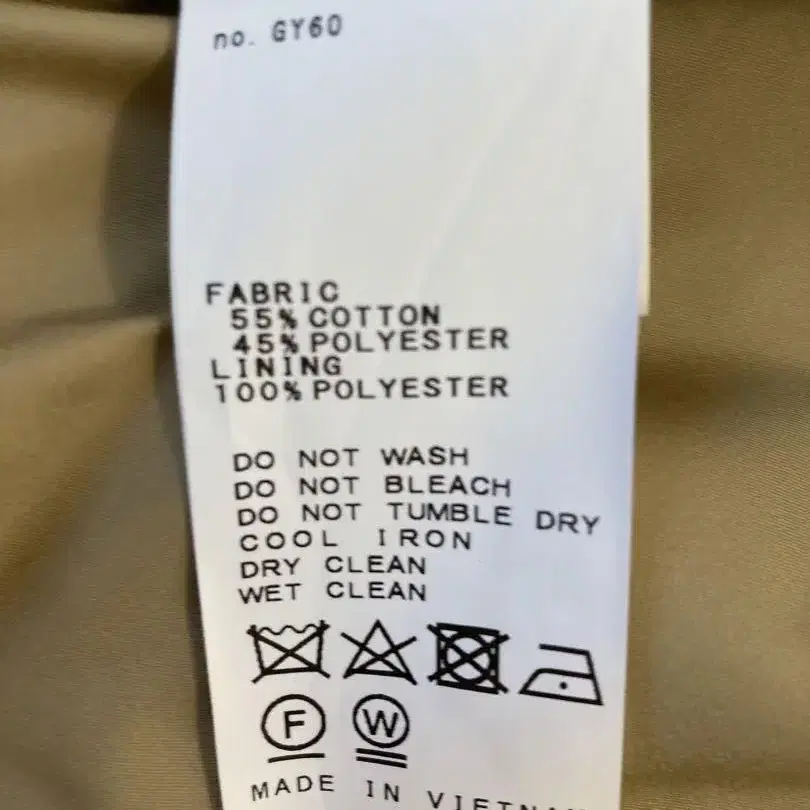 no. GY60
FABRIC
55% COTTON
45% POLYESTER
LINING
100% POLYESTER
DO NOT WASH
DO NOT BLEACH
DO NOT TUMBLE DRY
COOL IRON
DRY CLEAN
WET CLEAN
F W
MADE IN VIETNAM